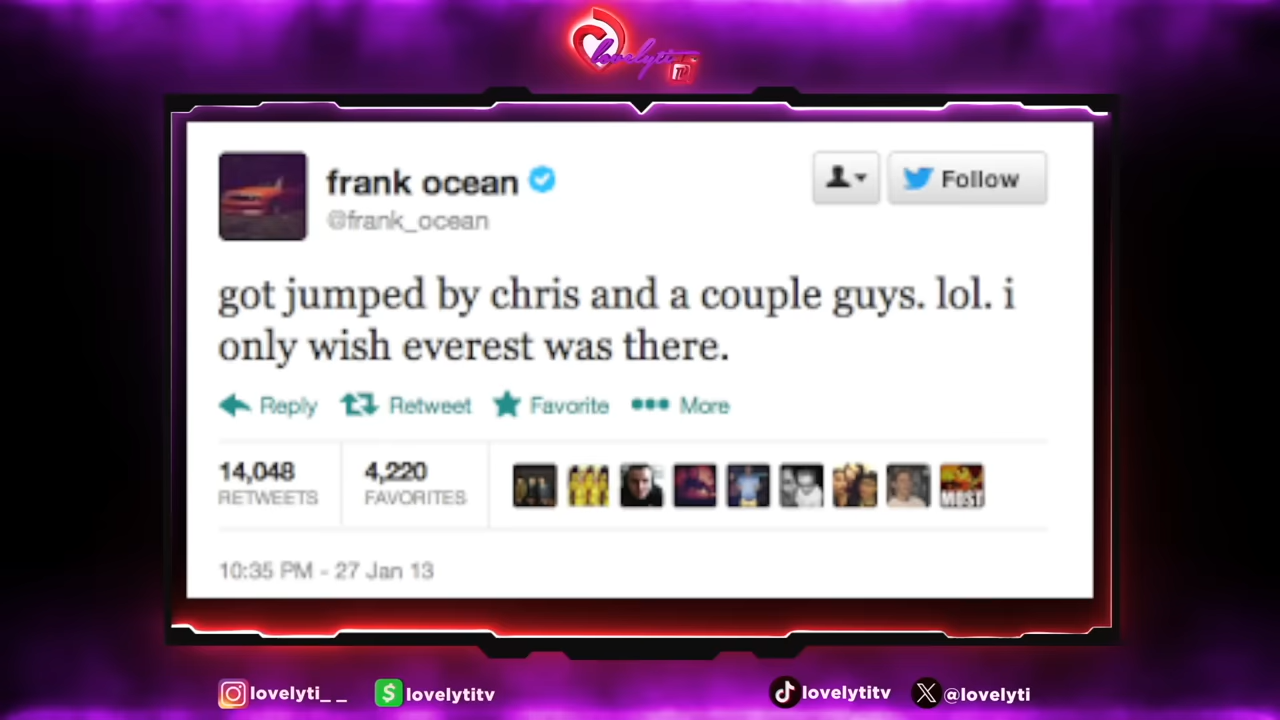 lovelyti
TV
frank ocean
@frank_ocean
Follow
got jumped by chris and a couple guys. lol. i
only wish everest was there.
Reply Retweet Favorite More
14,048 4,220
RETWEETS FAVORITES
MOST
10:35 PM - 27 Jan 13
lovelyti_ _ lovelytitv lovelytitv @lovelyti